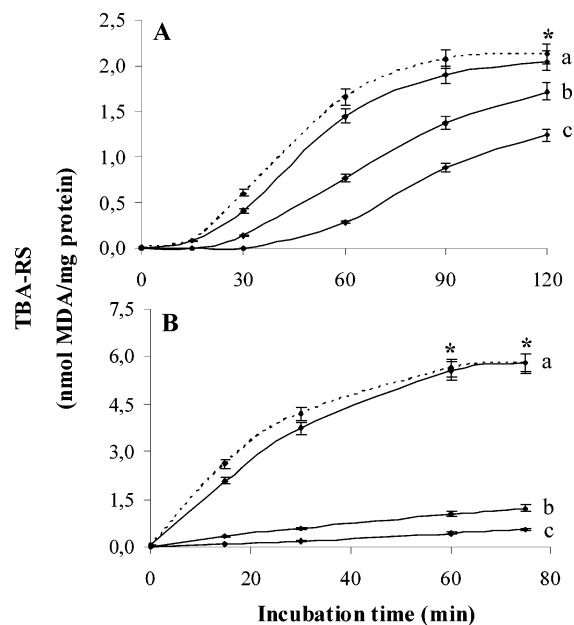 A
2,5
2,0
1,5
1,0
0,5
0,0
*
a
b
c
0 30 60 90 120
TBA-RS
(nmol MDA/mg protein)
B
7,5
6,0
4,5
3,0
1,5
0,0
* *
a
b
c
0 20 40 60 80
Incubation time (min)